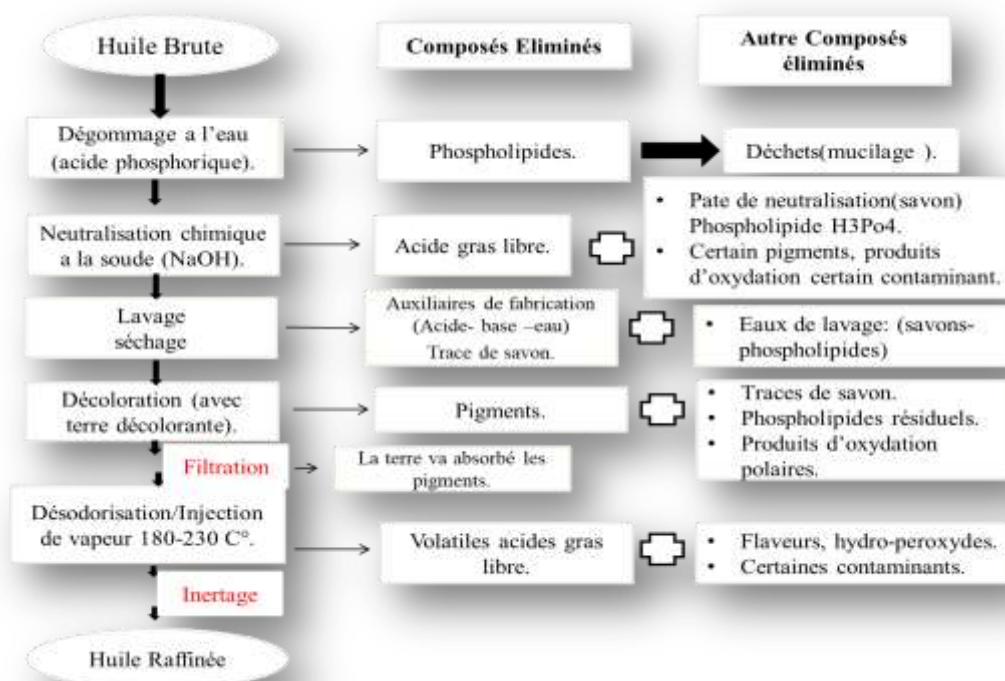 Huile Brute
Composés Eliminés
Autre Composés
éliminés
Dégommage a l'eau
(acide phosphorique).
Phospholipides.
Déchets(mucilage ).
Neutralisation chimique
a la soude (NaOH).
Acide gras libre.
• Pate de neutralisation(savon)
Phospholipide H3Po4.
• Certain pigments, produits
d'oxydation certain contaminant.
Lavage
séchage
Auxiliaires de fabrication
(Acide- base –eau)
Trace de savon.
• Eaux de lavage: (savons-
phospholipides)
Décoloration (avec
terre décolorante).
Pigments.
• Traces de savon.
• Phospholipides résiduels.
• Produits d'oxydation
polaires.
Filtration
La terre va absorbé les
pigments.
Désodorisation/Injection
de vapeur 180-230 C°.
Volatiles acides gras
libre.
• Flaveurs, hydro-peroxydes.
• Certaines contaminants.
Inertage
Huile Raffinée